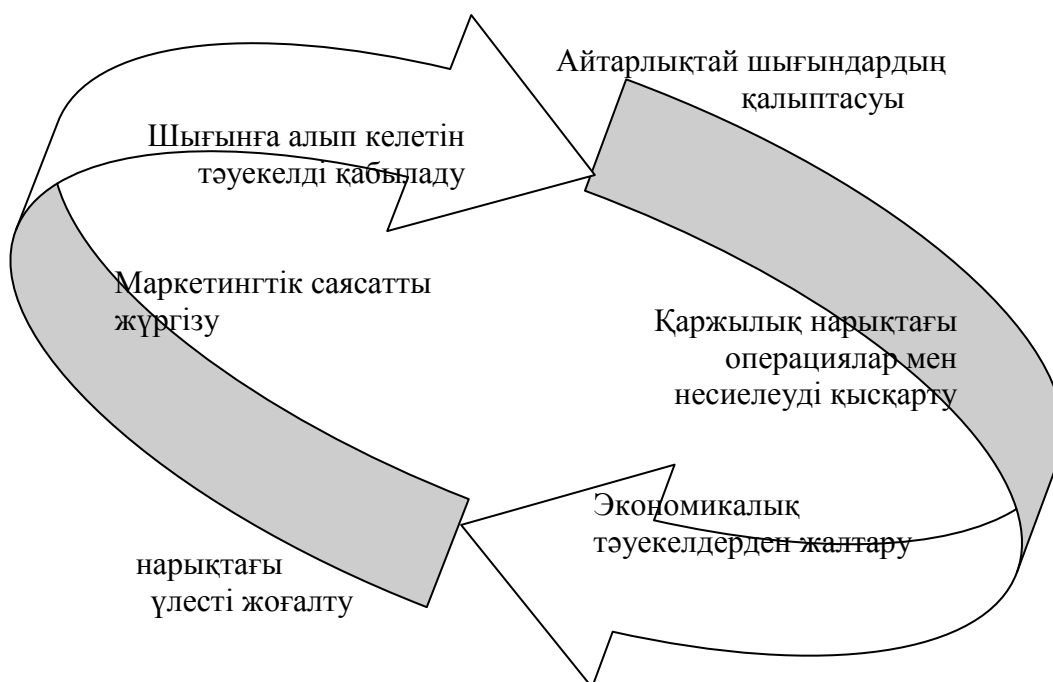 Айтарлықтай шығындардың
қалыптасуы
Шығынға алып келетін
тәуекелді қабыладу
Маркетингтік саясатты
жүргізу
Қаржылық нарықтағы
операциялар мен
несиелеуді қысқарту
Экономикалық
тәуекелдерден жалтару
нарықтағы
үлесті жоғалту